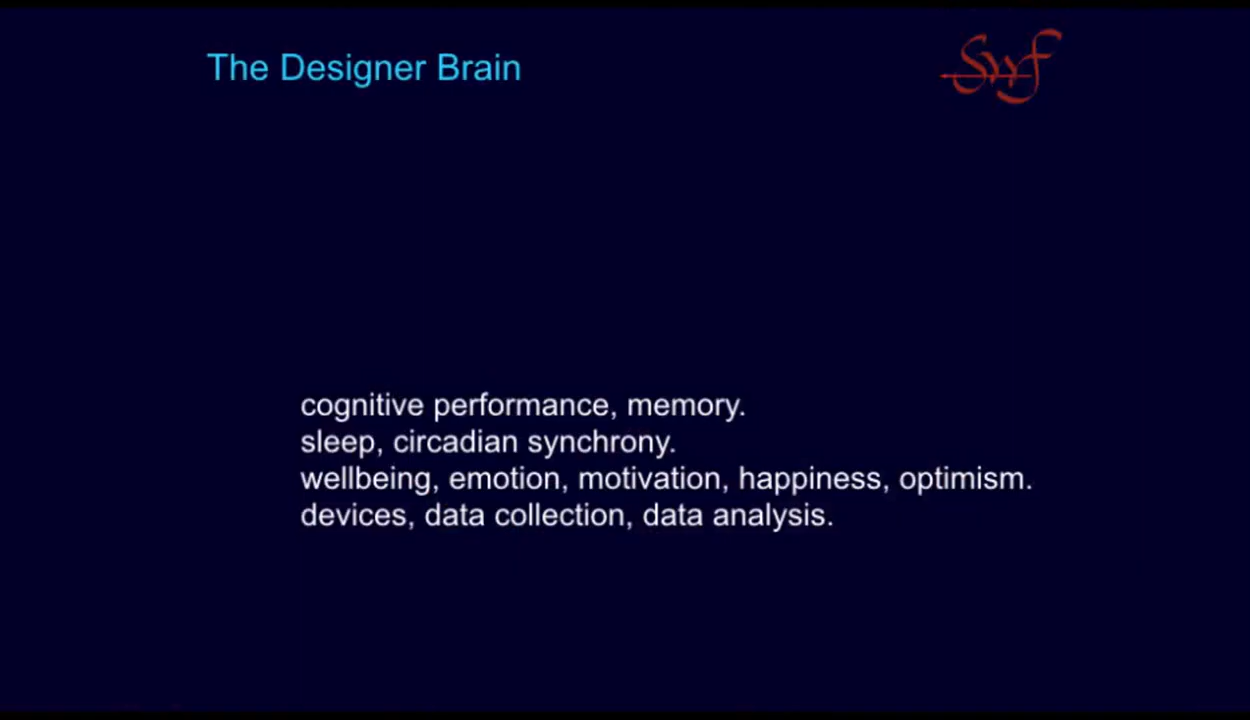 The Designer Brain
Swf
cognitive performance, memory.
sleep, circadian synchrony.
wellbeing, emotion, motivation, happiness, optimism.
devices, data collection, data analysis.